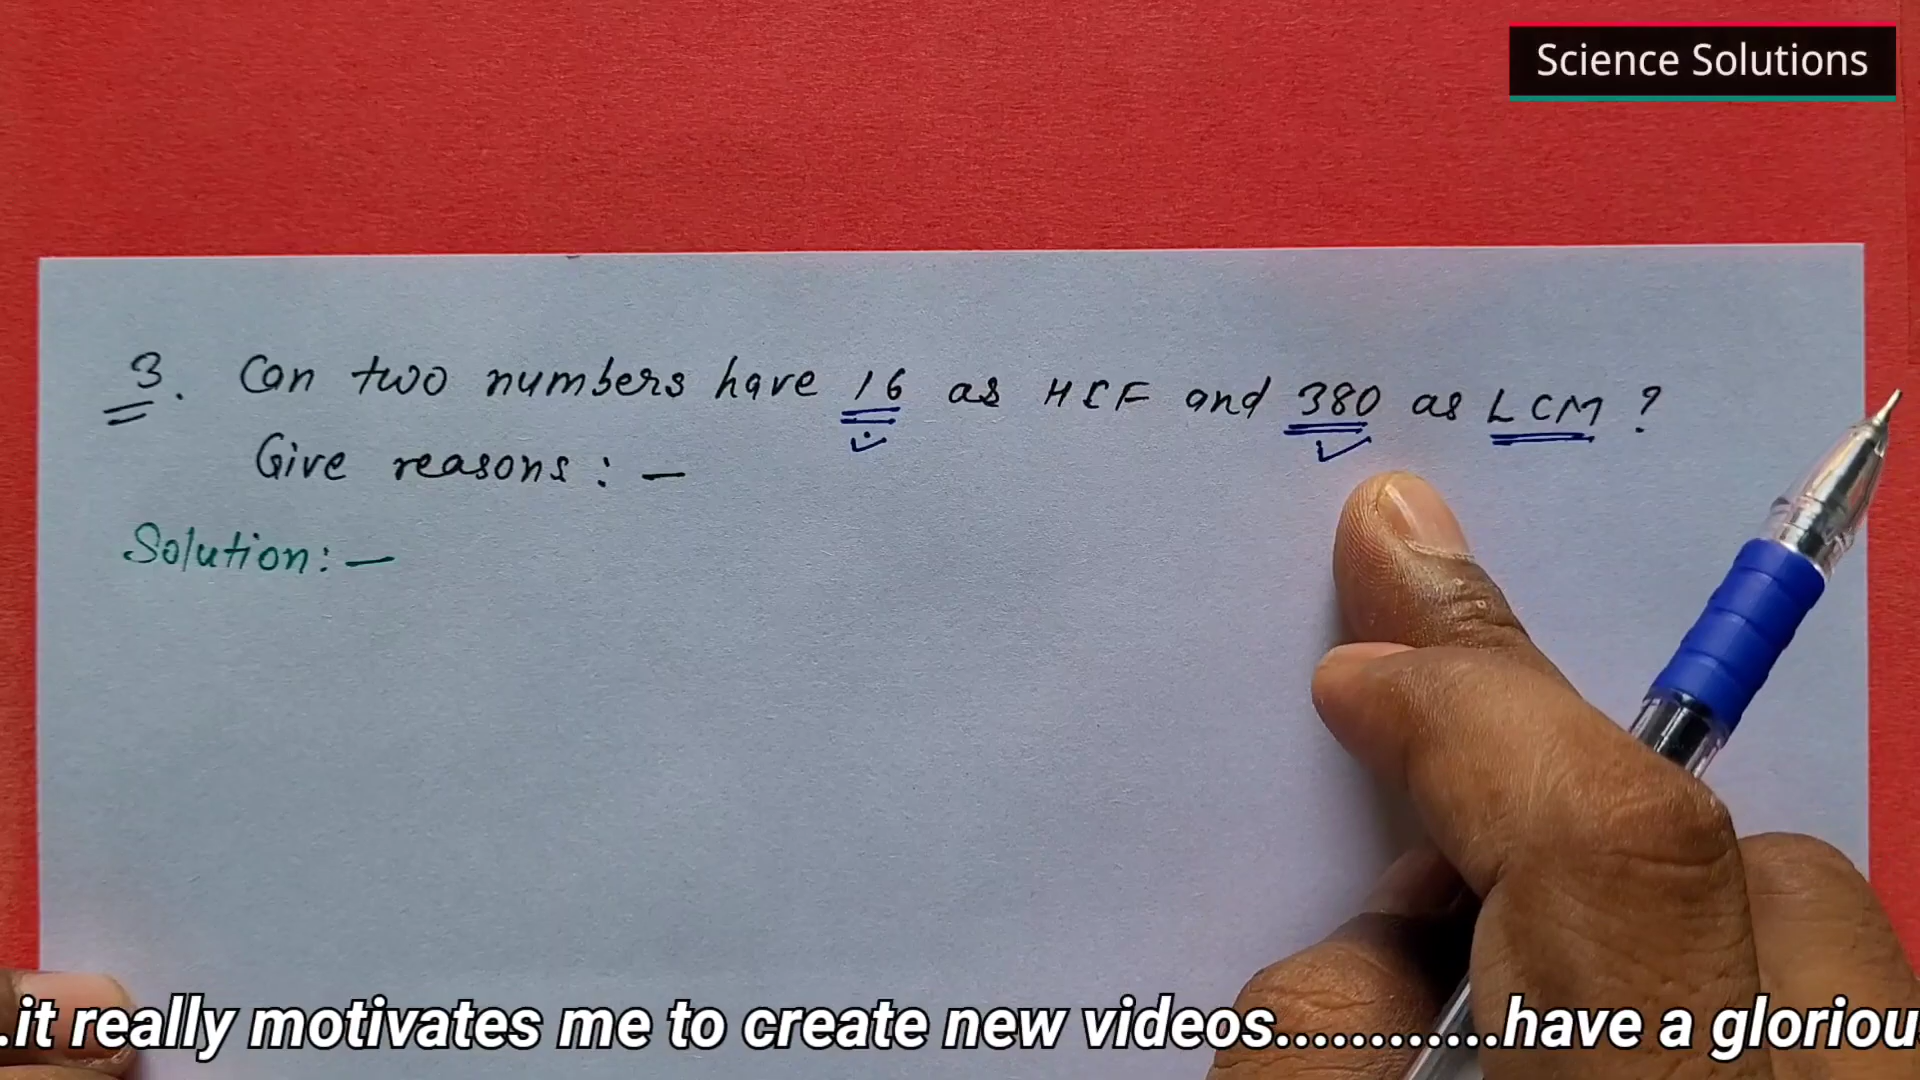 Science Solutions
3. Can two numbers have 16 as HCF and 380 as LCM ?
Give reasons : —
Solution: —
.it really motivates me to create new videos............have a gloriou